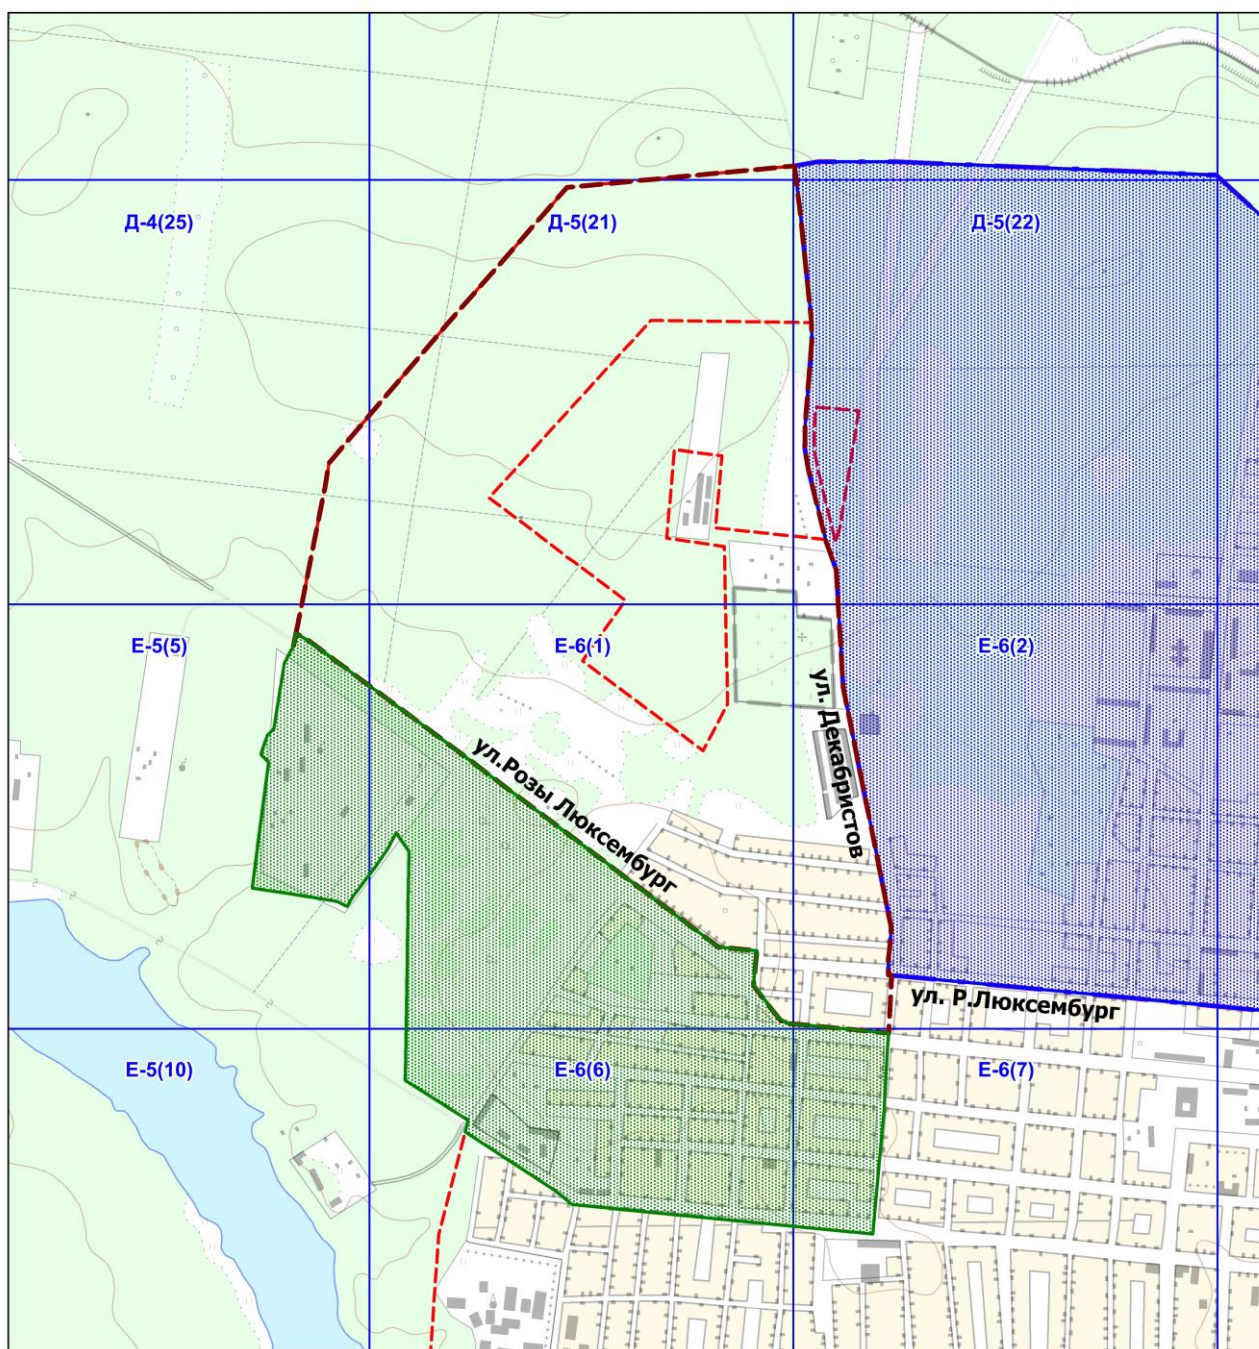 Д-4(25)
Д-5(21)
Д-5(22)
Е-5(5)
Е-6(1)
Е-6(2)
ул. Декабристов
ул.Розы Люксембург
ул. Р.Люксембург
Е-5(10)
Е-6(6)
Е-6(7)